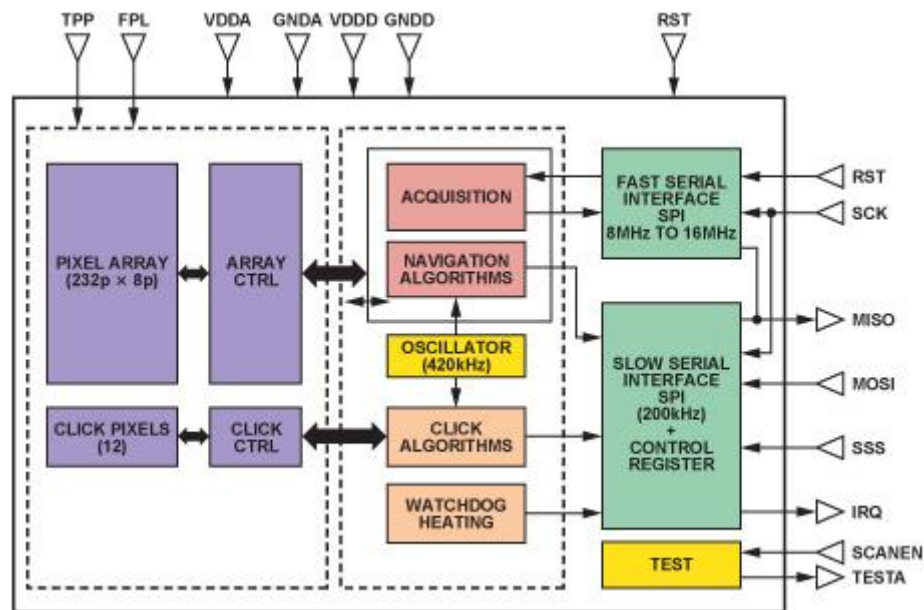 TPP FPL VDDA GNDA VDDD GNDD RST
PIXEL ARRAY
(232p × 8p)
ARRAY
CTRL
ACQUISITION
NAVIGATION
ALGORITHMS
OSCILLATOR
(420kHz)
CLICK PIXELS
(12)
CLICK
CTRL
CLICK
ALGORITHMS
WATCHDOG
HEATING
FAST SERIAL
INTERFACE
SPI
8MHz TO 16MHz
SLOW SERIAL
INTERFACE
SPI
(200kHz)
+
CONTROL
REGISTER
TEST
RST
SCK
MISO
MOSI
SSS
IRQ
SCANEN
TESTA